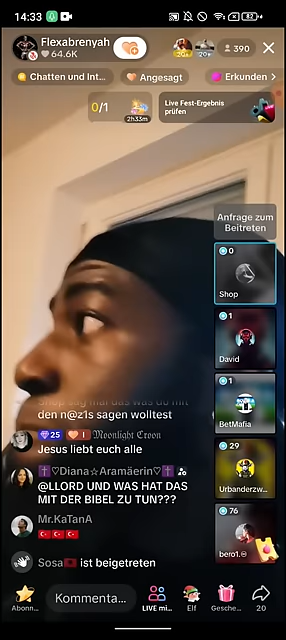 14:33
82
Flexabrenyah
64.6K
390
Chatten und Int...
Angesagt
Erkunden >
0/1
2h33m
Live Fest-Ergebnis
prüfen
Anfrage zum
Beitreten
0
Shop
1
David
1
BetMafia
29
Urbanderzw...
76
bero1.
den n@z1s sagen wolltest
25 I Moonlight Croon
Jesus liebt euch alle
♡Diana☆Aramäerin♡
@LLORD UND WAS HAT DAS
MIT DER BIBEL ZU TUN???
Mr.KaTanA
Sosa ist beigetreten
Abonn...
Kommenta...
LIVE mi...
Elf
Gesche...
20